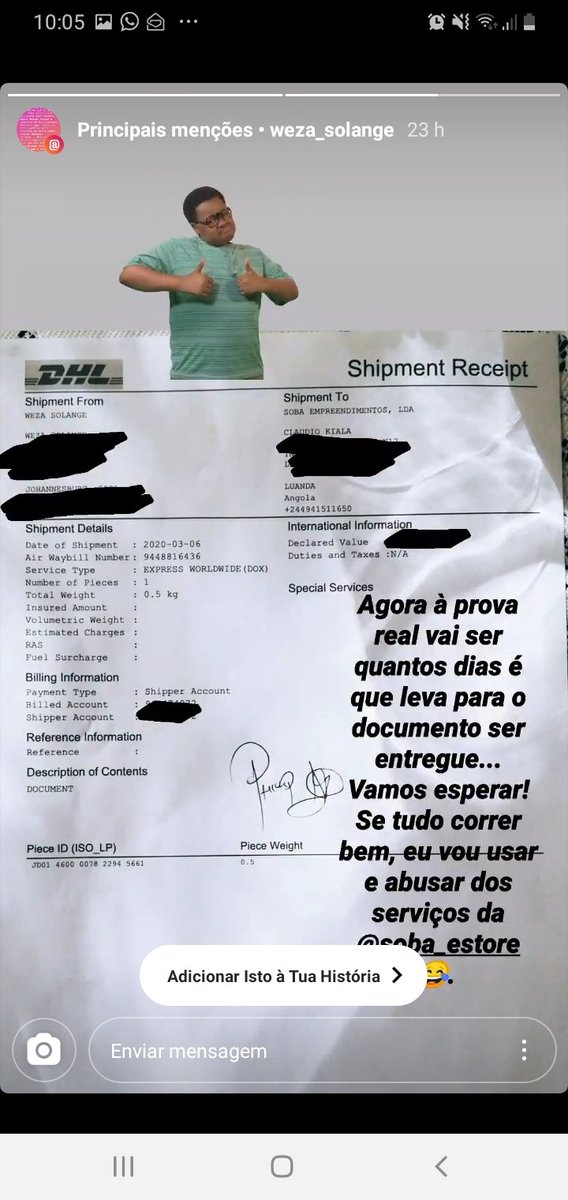 10:05
Principais menções • weza_solange 23 h
DHL
Shipment Receipt
Shipment From
WEZA SOLANGE
WEZ
JOHANNESBU
Shipment To
SOBA EMPREENDIMENTOS, LDA
CLAUDIO KIALA
LUANDA
Angola
+244941511650
Shipment Details
Date of Shipment : 2020-03-06
Air Waybill Number: 9448816436
Service Type : EXPRESS WORLDWIDE(DOX)
Number of Pieces : 1
Total Weight : 0.5 kg
Insured Amount :
Volumetric Weight :
Estimated Charges :
RAS :
Fuel Surcharge :
International Information
Declared Value
Duties and Taxes :N/A
Special Services
Billing Information
Payment Type : Shipper Account
Billed Account :
Shipper Account :
Reference Information
Reference :
Description of Contents
DOCUMENT
Piece ID (ISO_LP) Piece Weight
JD01 4600 0078 2294 5661 0.5
Agora à prova
real vai ser
quantos dias é
que leva para o
documento ser
entregue...
Vamos esperar!
Se tudo correr
bem, eu vou usar
e abusar dos
serviços da
@soba_estore
😂.
Adicionar Isto à Tua História
Enviar mensagem